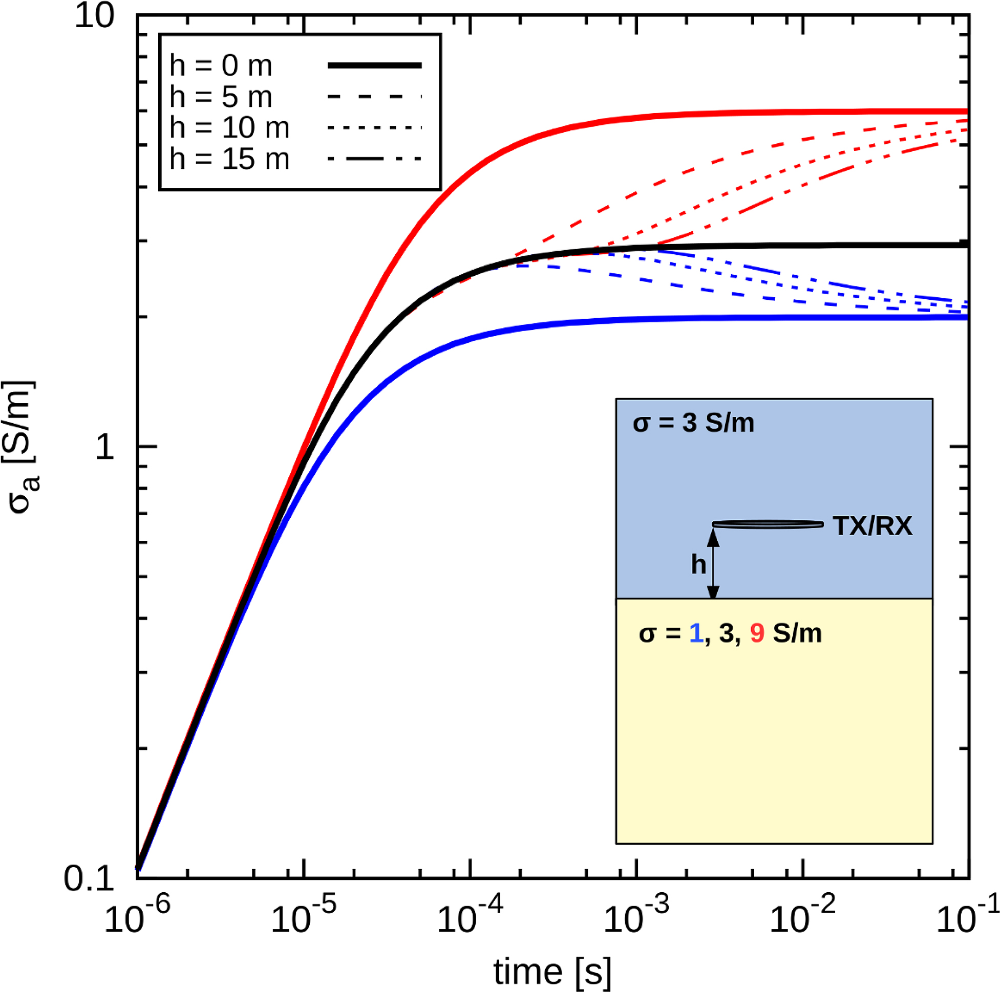 10
h = 0 m
h = 5 m
h = 10 m
h = 15 m
σa [S/m]
1
σ = 3 S/m
TX/RX
h
σ = 1, 3, 9 S/m
0.1
10-6 10-5 10-4 10-3 10-2 10-1
time [s]